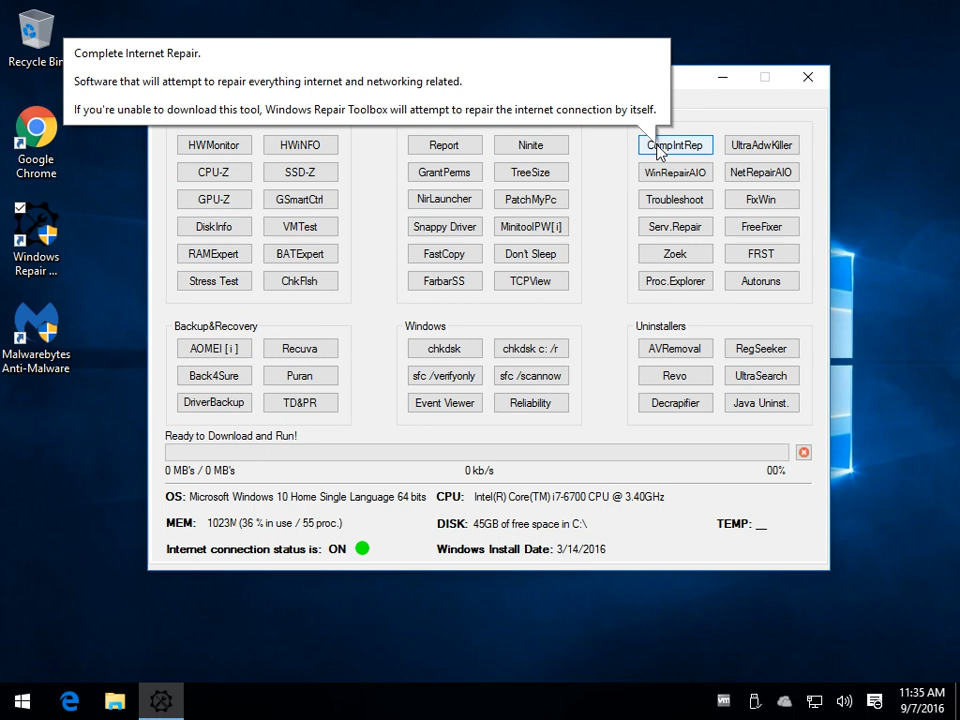 Recycle Bin
Complete Internet Repair.
Software that will attempt to repair everything internet and networking related.
If you're unable to download this tool, Windows Repair Toolbox will attempt to repair the internet connection by itself.
Google
Chrome
Windows
Repair ...
Malwarebytes
Anti-Malware
HWMonitor HWiNFO
CPU-Z SSD-Z
GPU-Z GSmartCtrl
DiskInfo VMTest
RAMExpert BATExpert
Stress Test ChkFlsh
Report Ninite
GrantPerms TreeSize
NirLauncher PatchMyPc
Snappy Driver MinitoolPW[i]
FastCopy Don't Sleep
FarbarSS TCPView
CompIntRep UltraAdwKiller
WinRepairAIO NetRepairAIO
Troubleshoot FixWin
Serv.Repair FreeFixer
Zoek FRST
Proc.Explorer Autoruns
Backup&Recovery
AOMEI [ i ] Recuva
Back4Sure Puran
DriverBackup TD&PR
Windows
chkdsk chkdsk c: /r
sfc /verifyonly sfc /scannow
Event Viewer Reliability
Uninstallers
AVRemoval RegSeeker
Revo UltraSearch
Decrapifier Java Uninst.
Ready to Download and Run!
0 MB's / 0 MB's 0 kb/s 00%
OS: Microsoft Windows 10 Home Single Language 64 bits CPU: Intel(R) Core(TM) i7-6700 CPU @ 3.40GHz
MEM: 1023M (36 % in use / 55 proc.) DISK: 45GB of free space in C:\ TEMP: __
Internet connection status is: ON Windows Install Date: 3/14/2016
vm
11:35 AM
9/7/2016